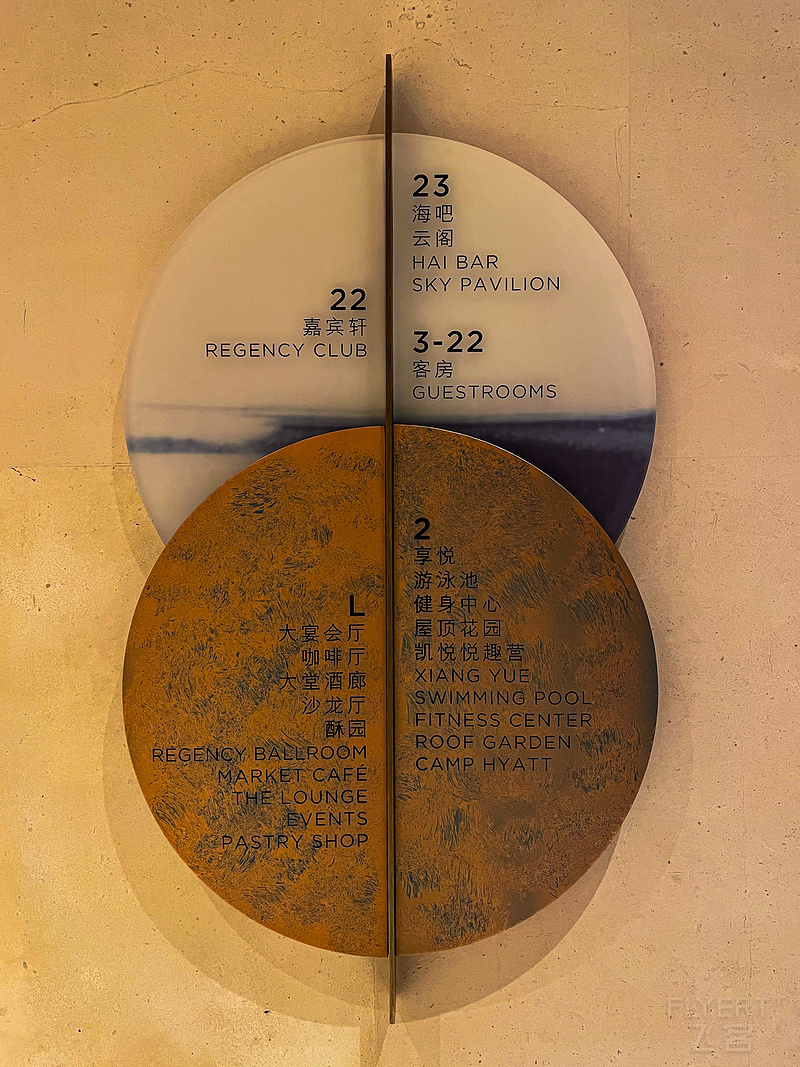 23
海吧
云阁
HAI BAR
SKY PAVILION
22
嘉宾轩
REGENCY CLUB
3-22
客房
GUESTROOMS
2
享悦
游泳池
健身中心
屋顶花园
凯悦悦趣营
XIANG YUE
SWIMMING POOL
FITNESS CENTER
ROOF GARDEN
CAMP HYATT
L
大宴会厅
咖啡厅
大堂酒廊
沙龙厅
酥园
REGENCY BALLROOM
MARKET CAFÉ
THE LOUNGE
EVENTS
PASTRY SHOP
FLYERT
飞客